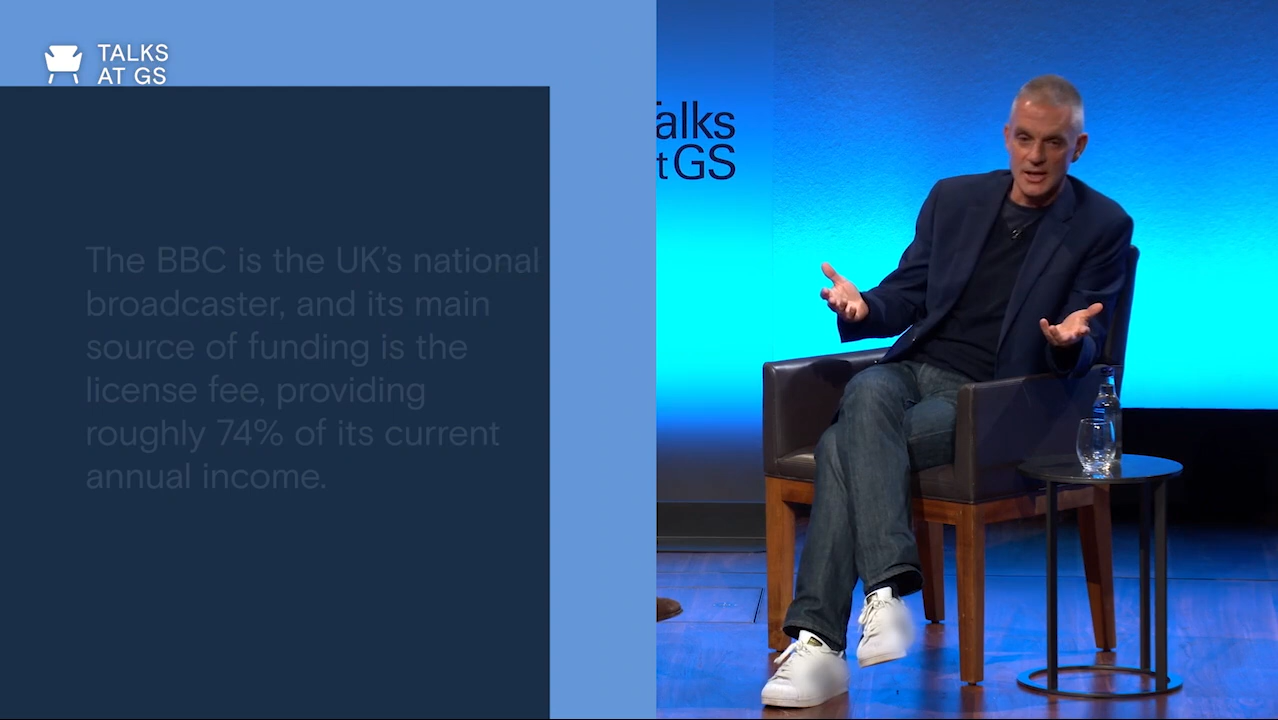 TALKS
AT GS
The BBC is the UK's national
broadcaster, and its main
source of funding is the
license fee, providing
roughly 74% of its current
annual income.
Talks
at GS